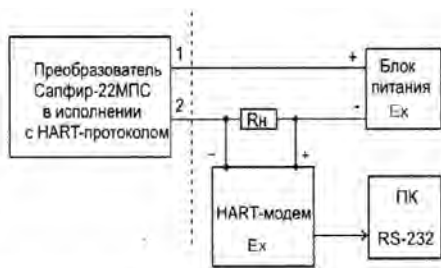 Преобразователь
Сапфир-22МПС
в исполнении
с HART-протоколом
1
2
+
-
Блок
питания
Ex
Rн
–
+
HART-модем
Ex
ПК
RS-232